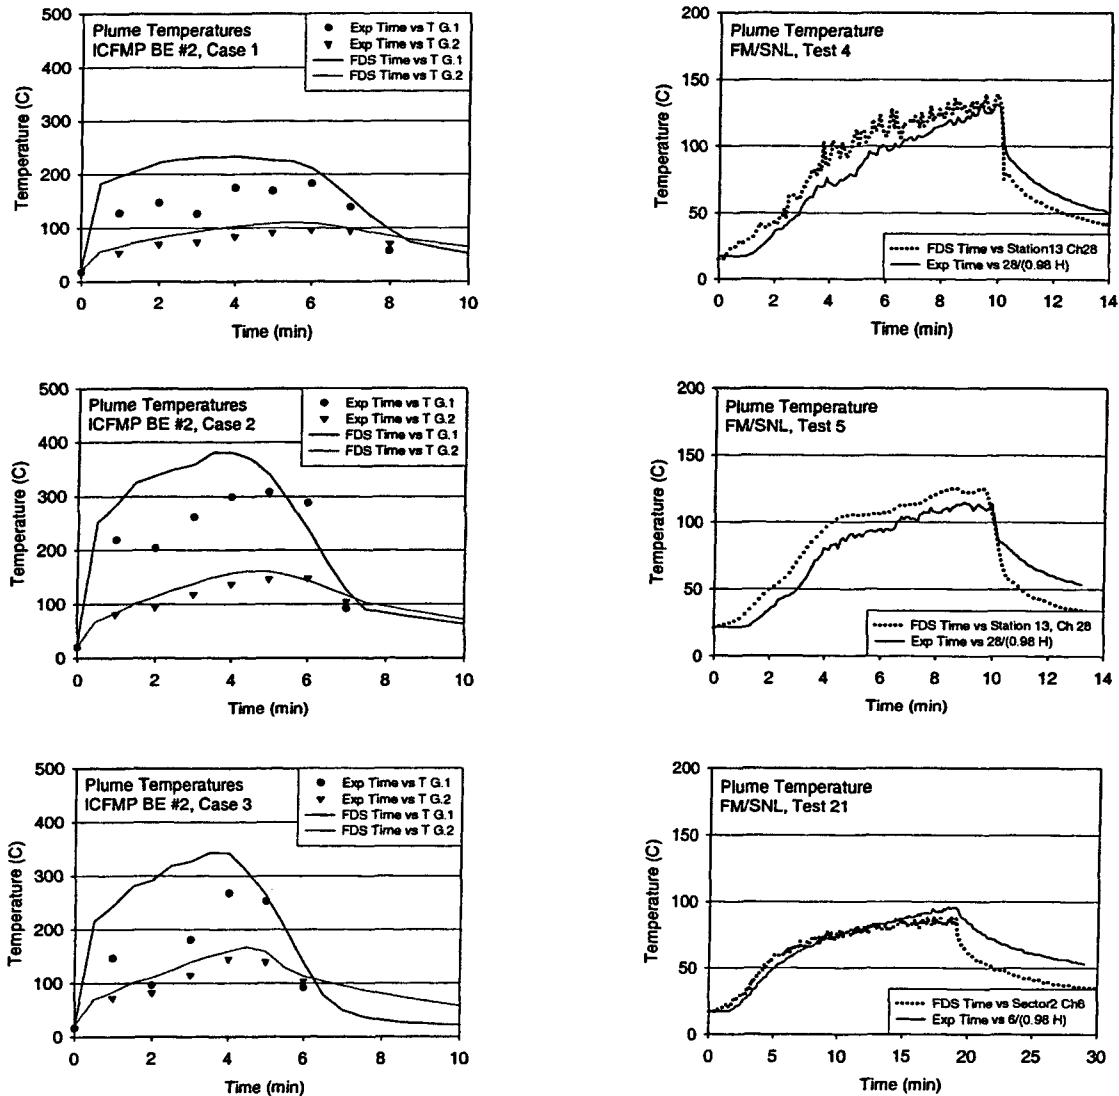 Plume Temperatures
ICFMP BE #2, Case 1
Exp Time vs T G.1
Exp Time vs T G.2
FDS Time vs T G.1
FDS Time vs T G.2
Temperature (C)
500
400
300
200
100
0
0 2 4 6 8 10
Time (min)
Plume Temperature
FM/SNL, Test 4
Temperature (C)
200
150
100
50
0
FDS Time vs Station13 Ch28
Exp Time vs 28/(0.98 H)
0 2 4 6 8 10 12 14
Time (min)
Plume Temperatures
ICFMP BE #2, Case 2
Exp Time vs T G.1
Exp Time vs T G.2
FDS Time vs T G.1
FDS Time vs T G.2
Temperature (C)
500
400
300
200
100
0
0 2 4 6 8 10
Time (min)
Plume Temperature
FM/SNL, Test 5
Temperature (C)
200
150
100
50
0
FDS Time vs Station 13, Ch 28
Exp Time vs 28/(0.98 H)
0 2 4 6 8 10 12 14
Time (min)
Plume Temperatures
ICFMP BE #2, Case 3
Exp Time vs T G.1
Exp Time vs T G.2
FDS Time vs T G.1
FDS Time vs T G.2
Temperature (C)
500
400
300
200
100
0
0 2 4 6 8 10
Time (min)
Plume Temperature
FM/SNL, Test 21
Temperature (C)
200
150
100
50
0
FDS Time vs Sector2 Ch6
Exp Time vs 6/(0.98 H)
0 5 10 15 20 25 30
Time (min)